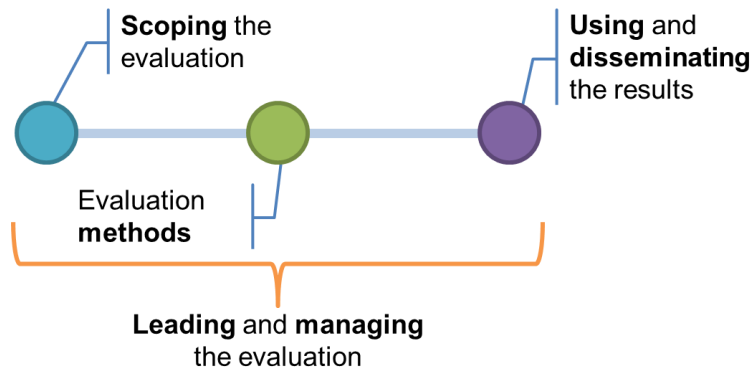 Scoping the
evaluation
Using and
disseminating
the results
Evaluation
methods
Leading and managing
the evaluation